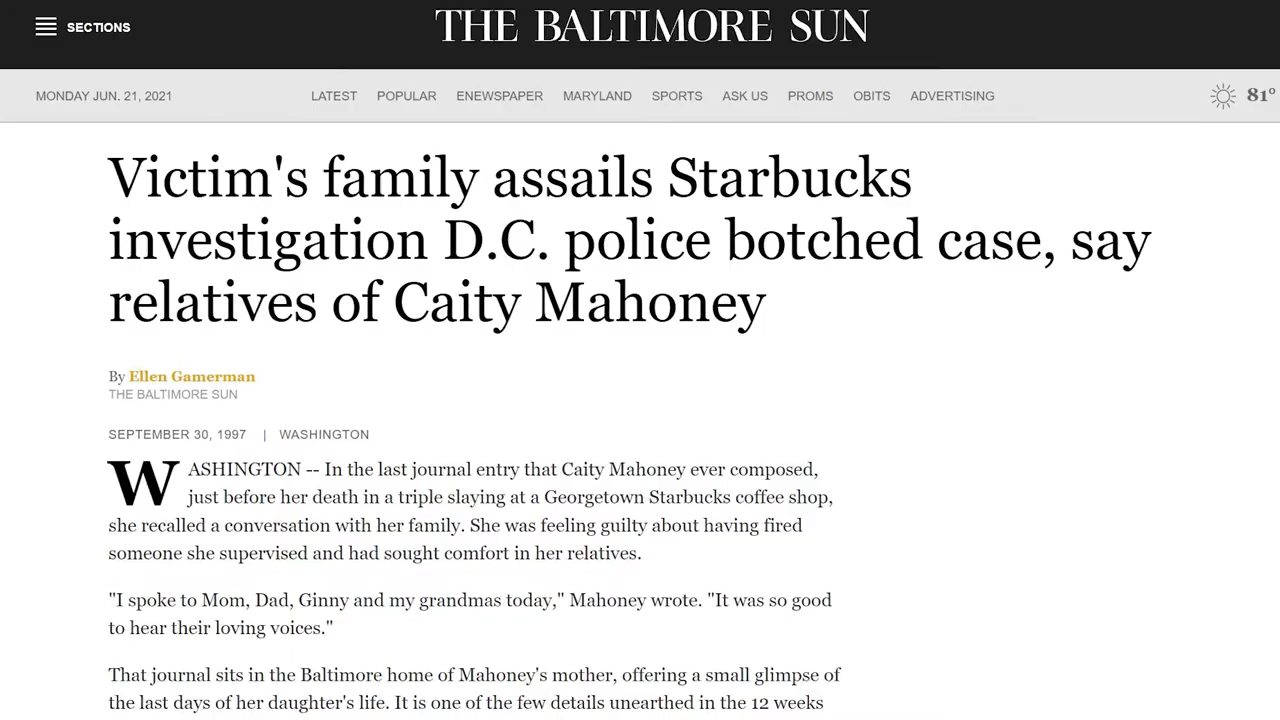 SECTIONS
THE BALTIMORE SUN
MONDAY JUN. 21, 2021
LATEST POPULAR ENEWSPAPER MARYLAND SPORTS ASK US PROMS OBITS ADVERTISING
81°
Victim's family assails Starbucks
investigation D.C. police botched case, say
relatives of Caity Mahoney
By Ellen Gamerman
THE BALTIMORE SUN
SEPTEMBER 30, 1997 | WASHINGTON
WASHINGTON -- In the last journal entry that Caity Mahoney ever composed,
just before her death in a triple slaying at a Georgetown Starbucks coffee shop,
she recalled a conversation with her family. She was feeling guilty about having fired
someone she supervised and had sought comfort in her relatives.
"I spoke to Mom, Dad, Ginny and my grandmas today," Mahoney wrote. "It was so good
to hear their loving voices."
That journal sits in the Baltimore home of Mahoney's mother, offering a small glimpse of
the last days of her daughter's life. It is one of the few details unearthed in the 12 weeks